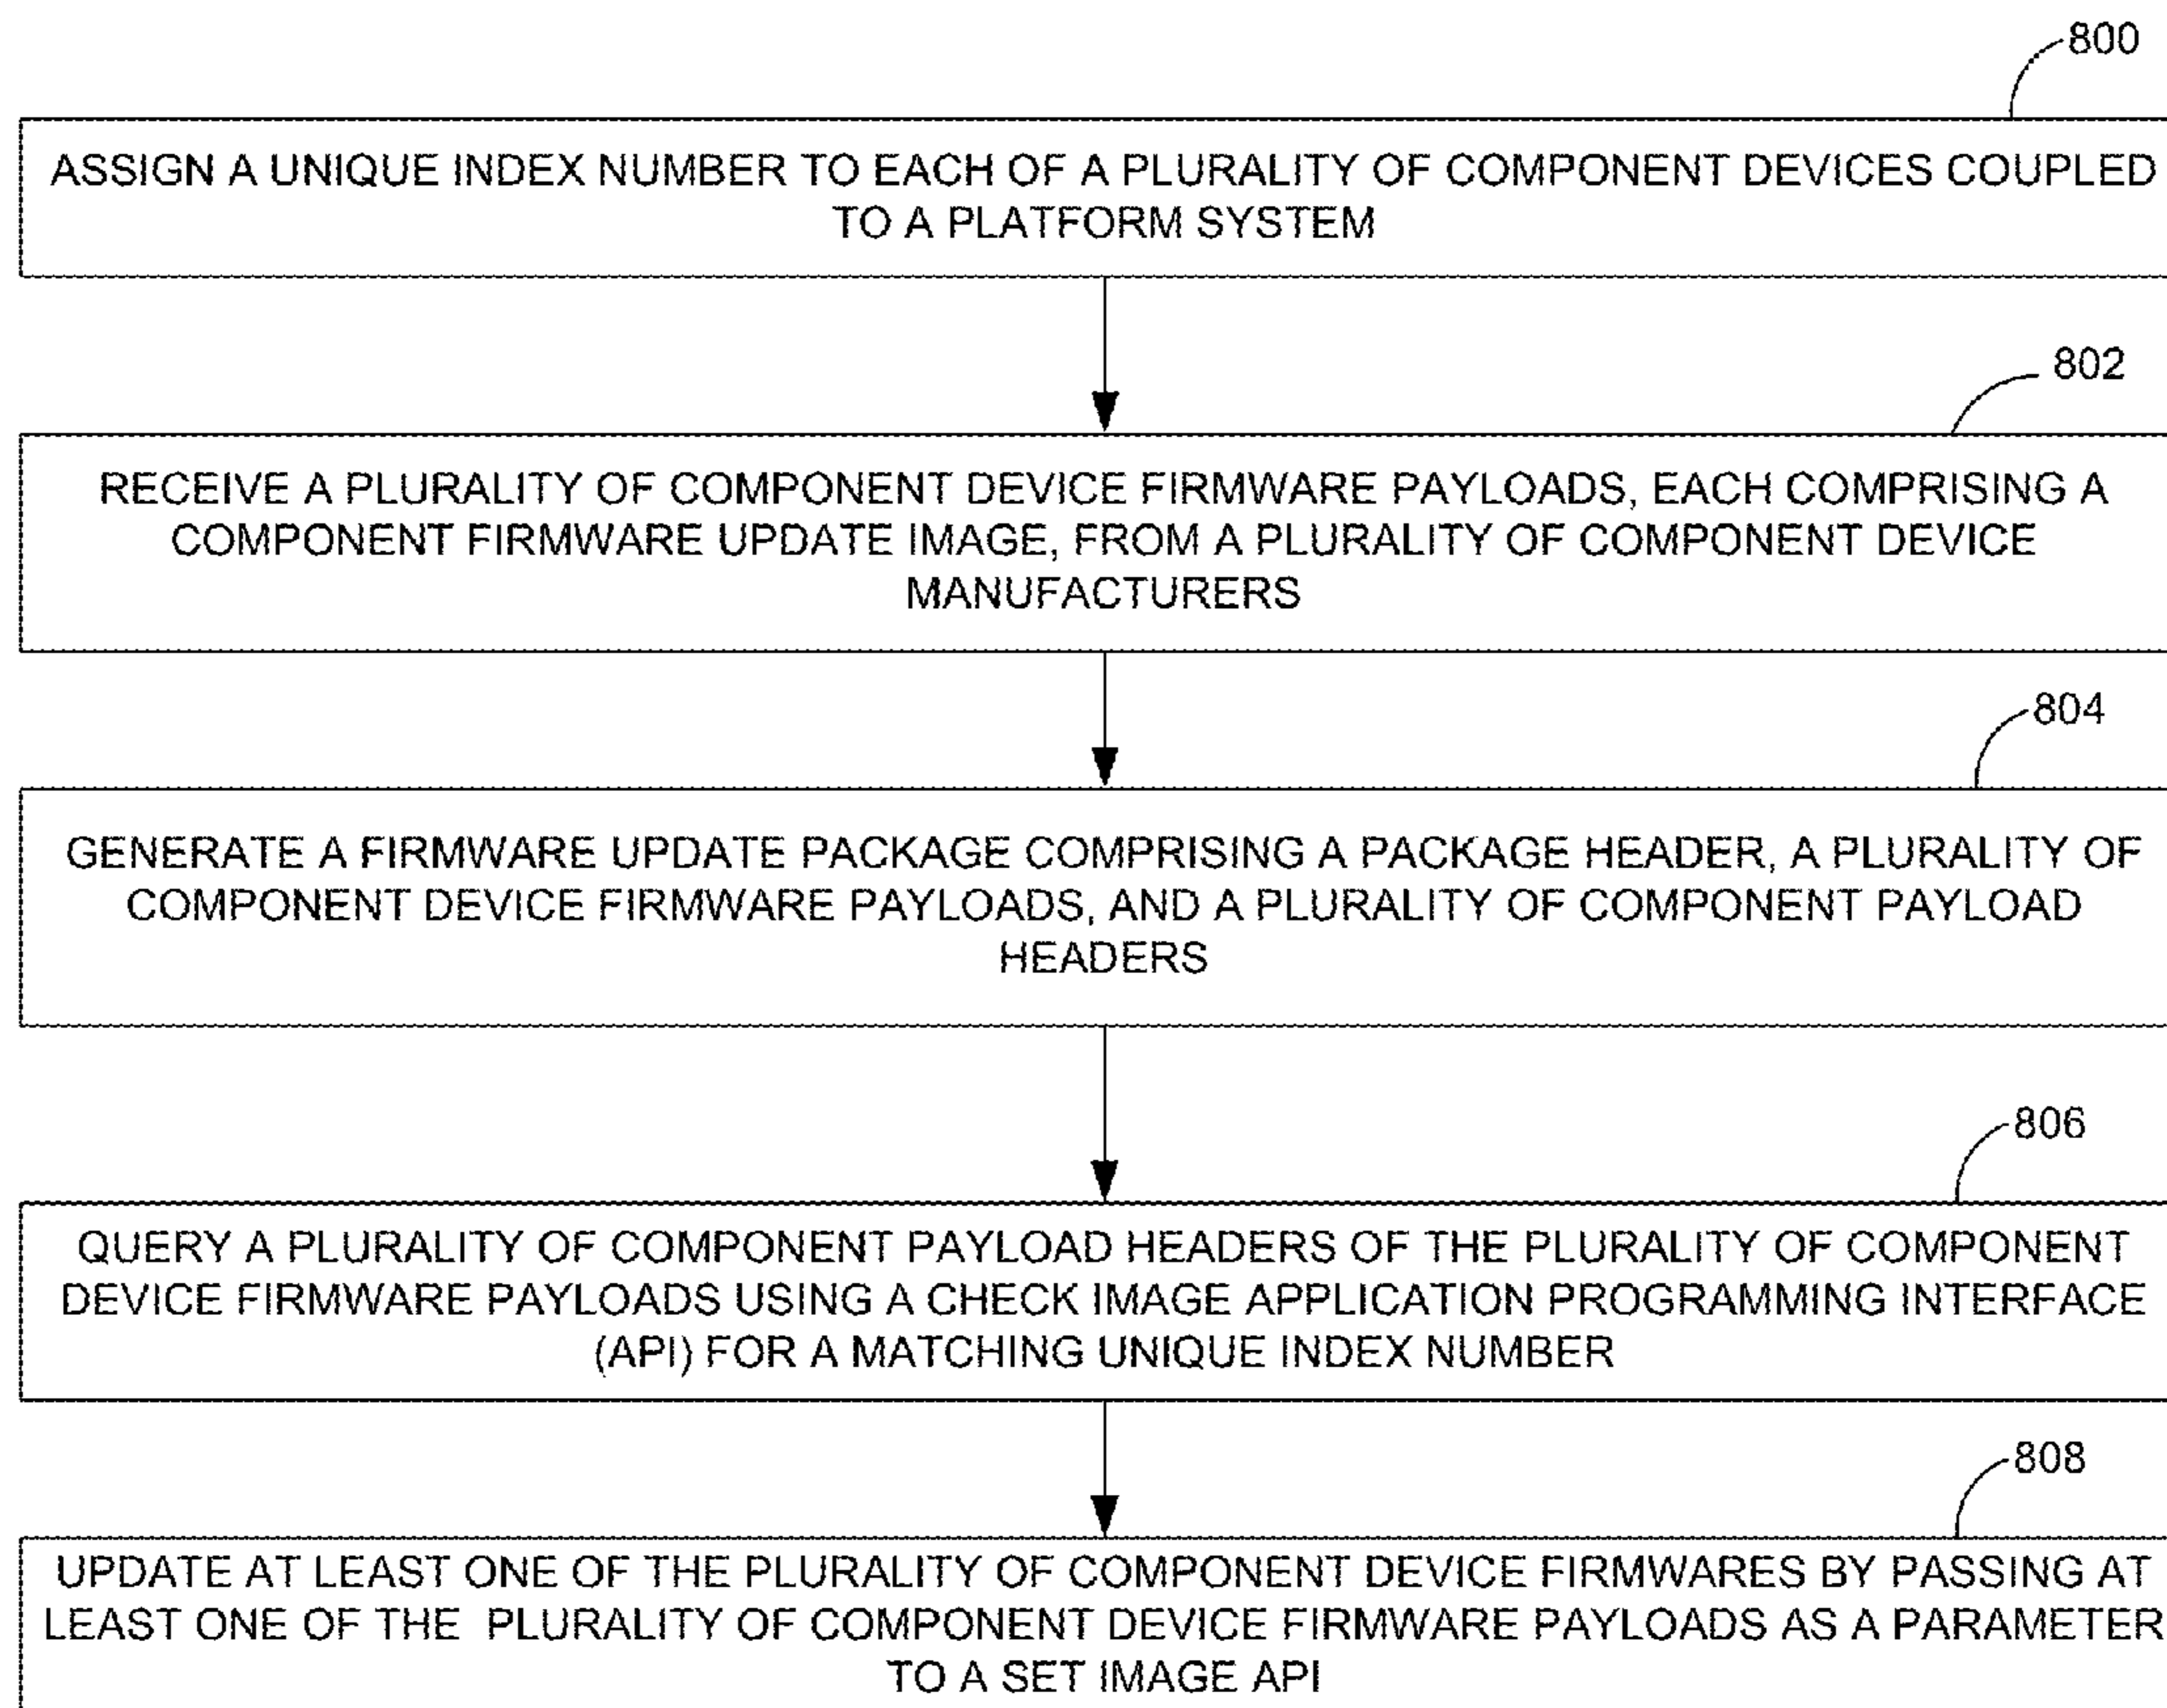 800
ASSIGN A UNIQUE INDEX NUMBER TO EACH OF A PLURALITY OF COMPONENT DEVICES COUPLED
TO A PLATFORM SYSTEM
802
RECEIVE A PLURALITY OF COMPONENT DEVICE FIRMWARE PAYLOADS, EACH COMPRISING A
COMPONENT FIRMWARE UPDATE IMAGE, FROM A PLURALITY OF COMPONENT DEVICE
MANUFACTURERS
804
GENERATE A FIRMWARE UPDATE PACKAGE COMPRISING A PACKAGE HEADER, A PLURALITY OF
COMPONENT DEVICE FIRMWARE PAYLOADS, AND A PLURALITY OF COMPONENT PAYLOAD
HEADERS
806
QUERY A PLURALITY OF COMPONENT PAYLOAD HEADERS OF THE PLURALITY OF COMPONENT
DEVICE FIRMWARE PAYLOADS USING A CHECK IMAGE APPLICATION PROGRAMMING INTERFACE
(API) FOR A MATCHING UNIQUE INDEX NUMBER
808
UPDATE AT LEAST ONE OF THE PLURALITY OF COMPONENT DEVICE FIRMWARES BY PASSING AT
LEAST ONE OF THE PLURALITY OF COMPONENT DEVICE FIRMWARE PAYLOADS AS A PARAMETER
TO A SET IMAGE API